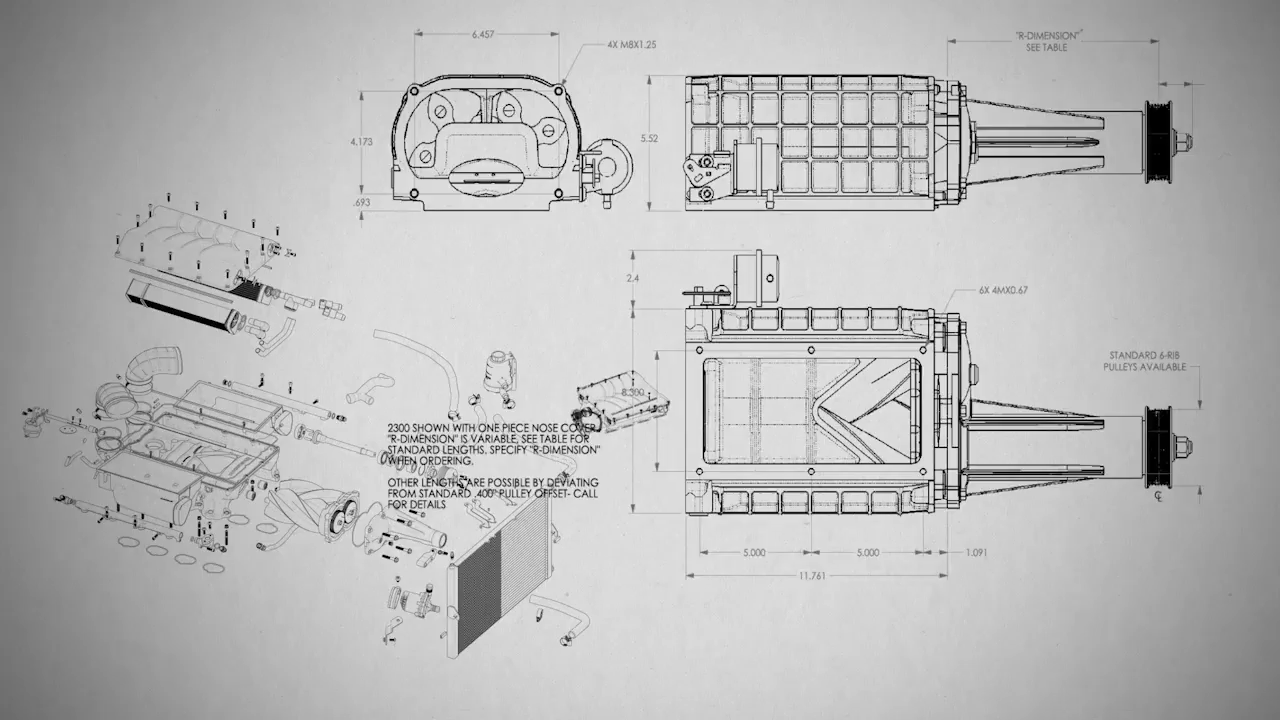 6.457
4X M8X1.25
"R-DIMENSION"
SEE TABLE
4.173
.693
5.52
2.4
6X 4MX0.67
STANDARD 6-RIB
PULLEYS AVAILABLE
8.300
2300 SHOWN WITH ONE PIECE NOSE COVER
"R-DIMENSION" IS VARIABLE, SEE TABLE FOR
STANDARD LENGTHS. SPECIFY "R-DIMENSION"
WHEN ORDERING.
OTHER LENGTHS ARE POSSIBLE BY DEVIATING
FROM STANDARD .400" PULLEY OFFSET- CALL
FOR DETAILS
5.000
5.000
1.091
11.761